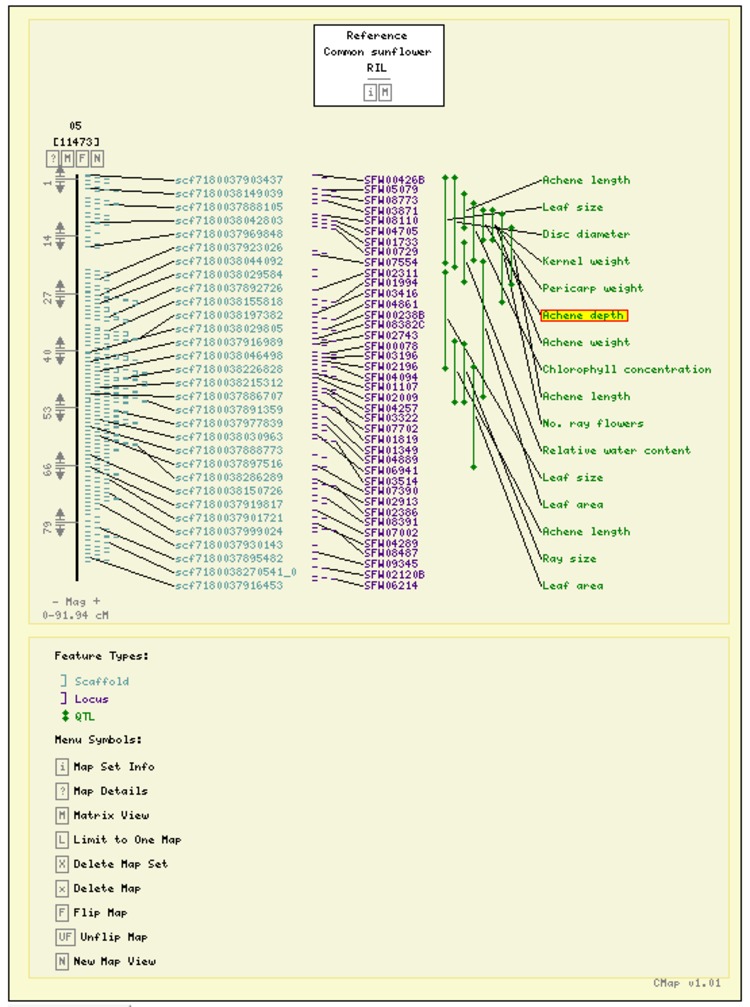 Reference
Common sunflower
RIL
i M
05
[11473]
? M F N
1
14
27
40
53
66
79
scf7180037903437
scf7180038149039
scf7180037888105
scf7180038042803
scf7180037969848
scf7180037923026
scf7180038044092
scf7180038029584
scf7180037892726
scf7180038155818
scf7180038197382
scf7180038029805
scf7180037916989
scf7180038046498
scf7180038226828
scf7180038215312
scf7180037886707
scf7180037891359
scf7180037977839
scf7180038030963
scf7180037888773
scf7180037897516
scf7180038286289
scf7180038150726
scf7180037919817
scf7180037901721
scf7180037999024
scf7180037930143
scf7180037895482
scf7180038270541_0
scf7180037916453
SFW00426B
SFW05079
SFW08773
SFW03871
SFW08110
SFW04705
SFW01733
SFW00729
SFW07554
SFW02311
SFW01994
SFW03416
SFW04861
SFW00238B
SFW08382C
SFW02743
SFW00078
SFW03196
SFW02196
SFW04094
SFW01107
SFW02009
SFW04257
SFW03322
SFW07702
SFW01819
SFW01349
SFW04889
SFW06941
SFW03514
SFW07390
SFW02913
SFW02386
SFW08391
SFW07002
SFW04289
SFW08487
SFW09345
SFW02120B
SFW06214
Achene length
Leaf size
Disc diameter
Kernel weight
Pericarp weight
Achene depth
Achene weight
Chlorophyll concentration
Achene length
No. ray flowers
Relative water content
Leaf size
Leaf area
Achene length
Ray size
Leaf area
- Mag +
0-91.94 cM
Feature Types:
] Scaffold
] Locus
QTL
Menu Symbols:
i Map Set Info
? Map Details
M Matrix View
L Limit to One Map
X Delete Map Set
x Delete Map
F Flip Map
UF Unflip Map
N New Map View
CMap v1.01